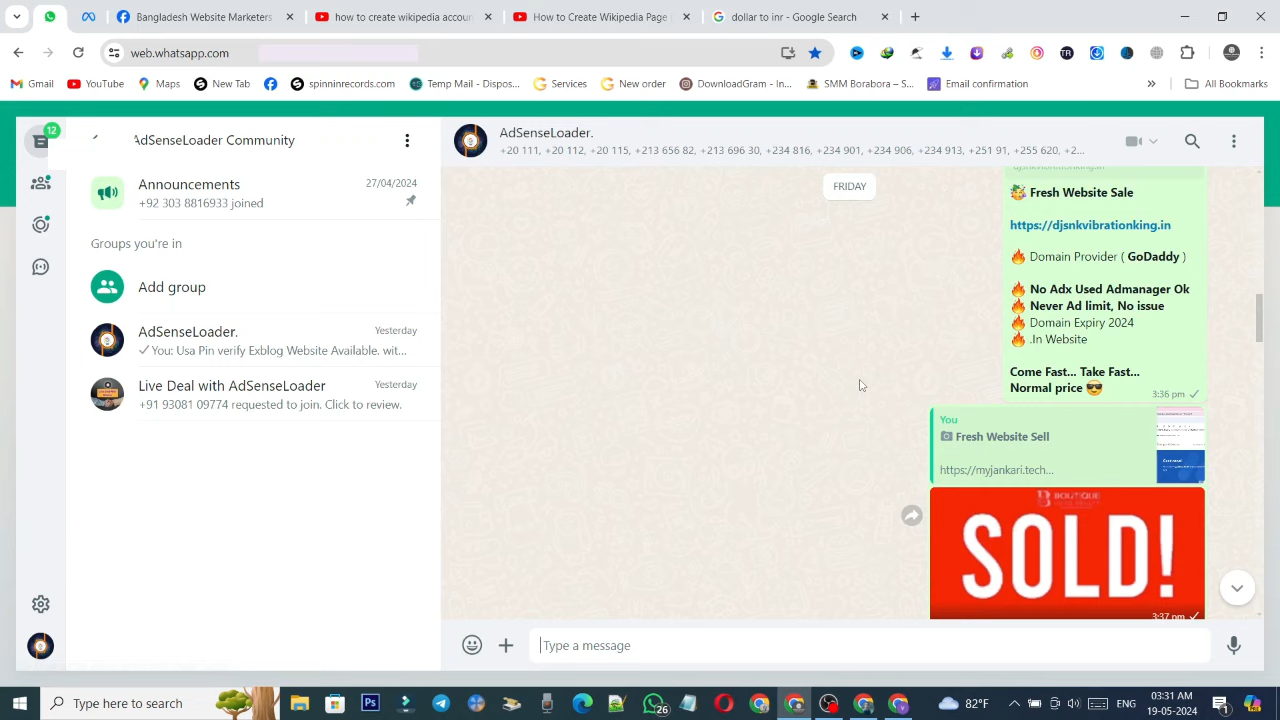 Bangladesh Website Marketers
how to create wikipedia accoun
How to Create Wikipedia Page
dollar to inr - Google Search
web.whatsapp.com
Gmail
YouTube
Maps
New Tab
spinninrecords.com
Temp Mail - Dispos...
Services
New order
DownloadGram - In...
SMM Borabora – S...
Email confirmation
»
All Bookmarks
12
AdSenseLoader Community
Announcements
27/04/2024
+92 303 8816933 joined
Groups you're in
Add group
AdSenseLoader.
Yesterday
You: Usa Pin verify Exblog Website Available. wit...
Live Deal with AdSenseLoader
Yesterday
+91 93081 09774 requested to join. Click to review.
AdSenseLoader.
+20 111, +20 112, +20 115, +213 656 82, +213 696 30, +234 816, +234 901, +234 906, +234 913, +251 91, +255 620, +2...
FRIDAY
djsnkvibrationking.in
🥳 Fresh Website Sale
https://djsnkvibrationking.in
🔥 Domain Provider ( GoDaddy )
🔥 No Adx Used Admanager Ok
🔥 Never Ad limit, No issue
🔥 Domain Expiry 2024
🔥 .In Website
Come Fast... Take Fast...
Normal price 😎
3:36 pm
You
Fresh Website Sell
https://myjankari.tech...
BOUTIQUE
SOLD!
3:37 pm
Type a message
Type here to search
26
82°F
ENG
03:31 AM
19-05-2024